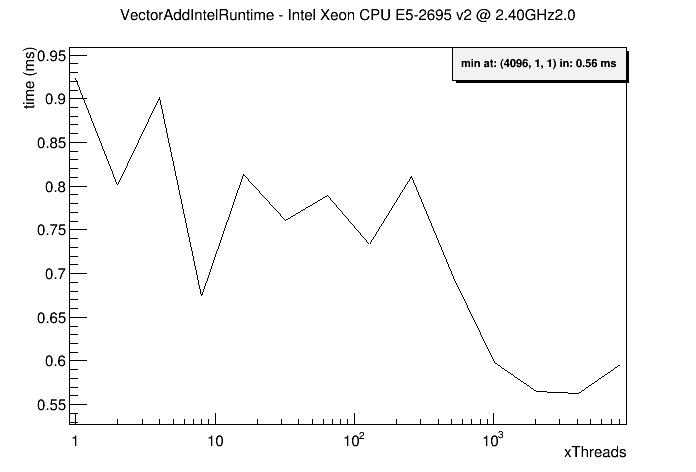 VectorAddIntelRuntime - Intel Xeon CPU E5-2695 v2 @ 2.40GHz2.0
time (ms)
min at: (4096, 1, 1) in: 0.56 ms
0.95
0.9
0.85
0.8
0.75
0.7
0.65
0.6
0.55
1 10 10² 10³
xThreads